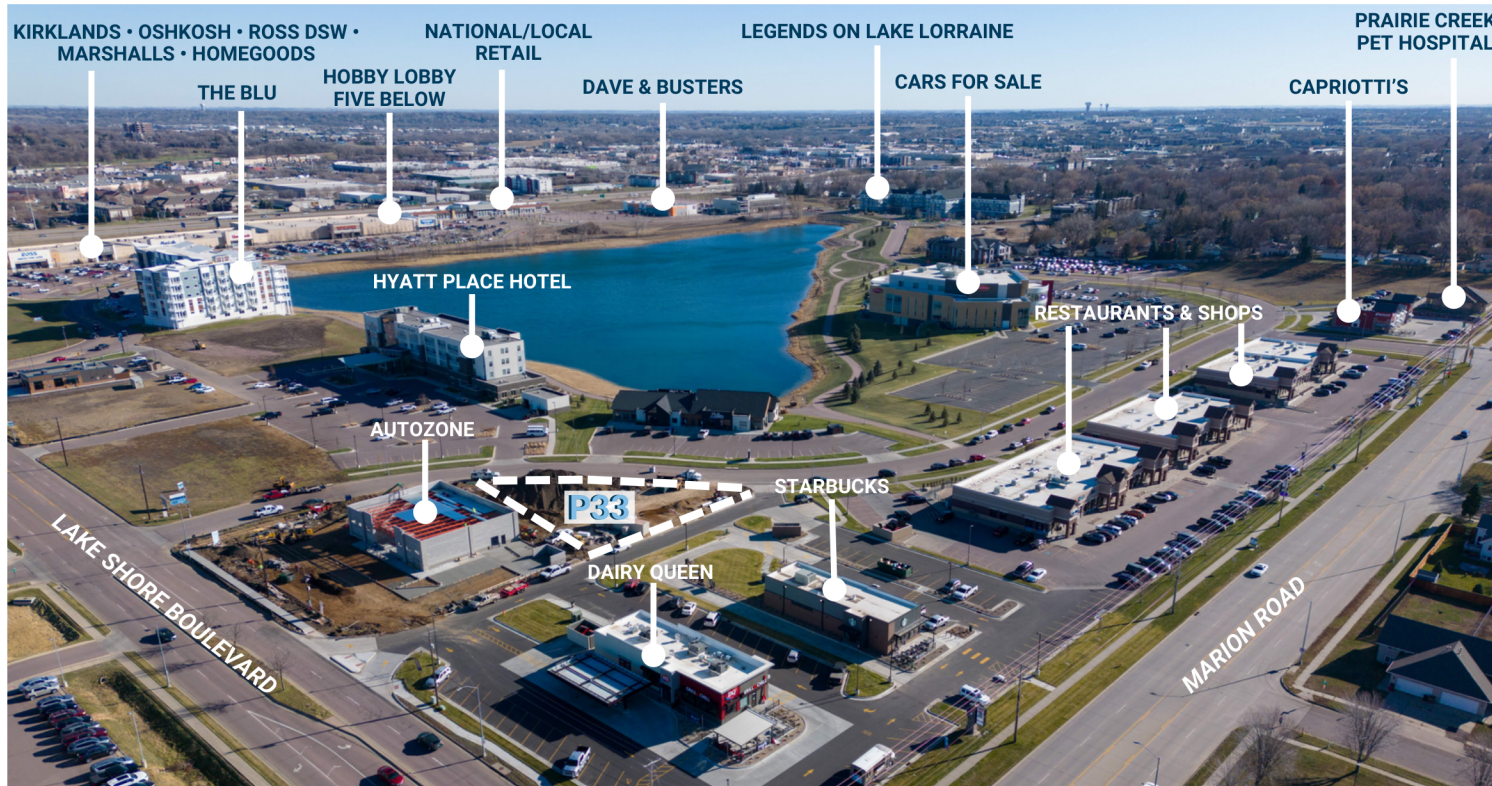 KIRKLANDS • OSHKOSH • ROSS DSW •
MARSHALLS • HOMEGOODS
THE BLU
HOBBY LOBBY
FIVE BELOW
NATIONAL/LOCAL
RETAIL
DAVE & BUSTERS
LEGENDS ON LAKE LORRAINE
CARS FOR SALE
CAPRIOTTI'S
PRAIRIE CREEK
PET HOSPITAL
HYATT PLACE HOTEL
RESTAURANTS & SHOPS
AUTOZONE
P33
STARBUCKS
DAIRY QUEEN
LAKE SHORE BOULEVARD
MARION ROAD
ROSS